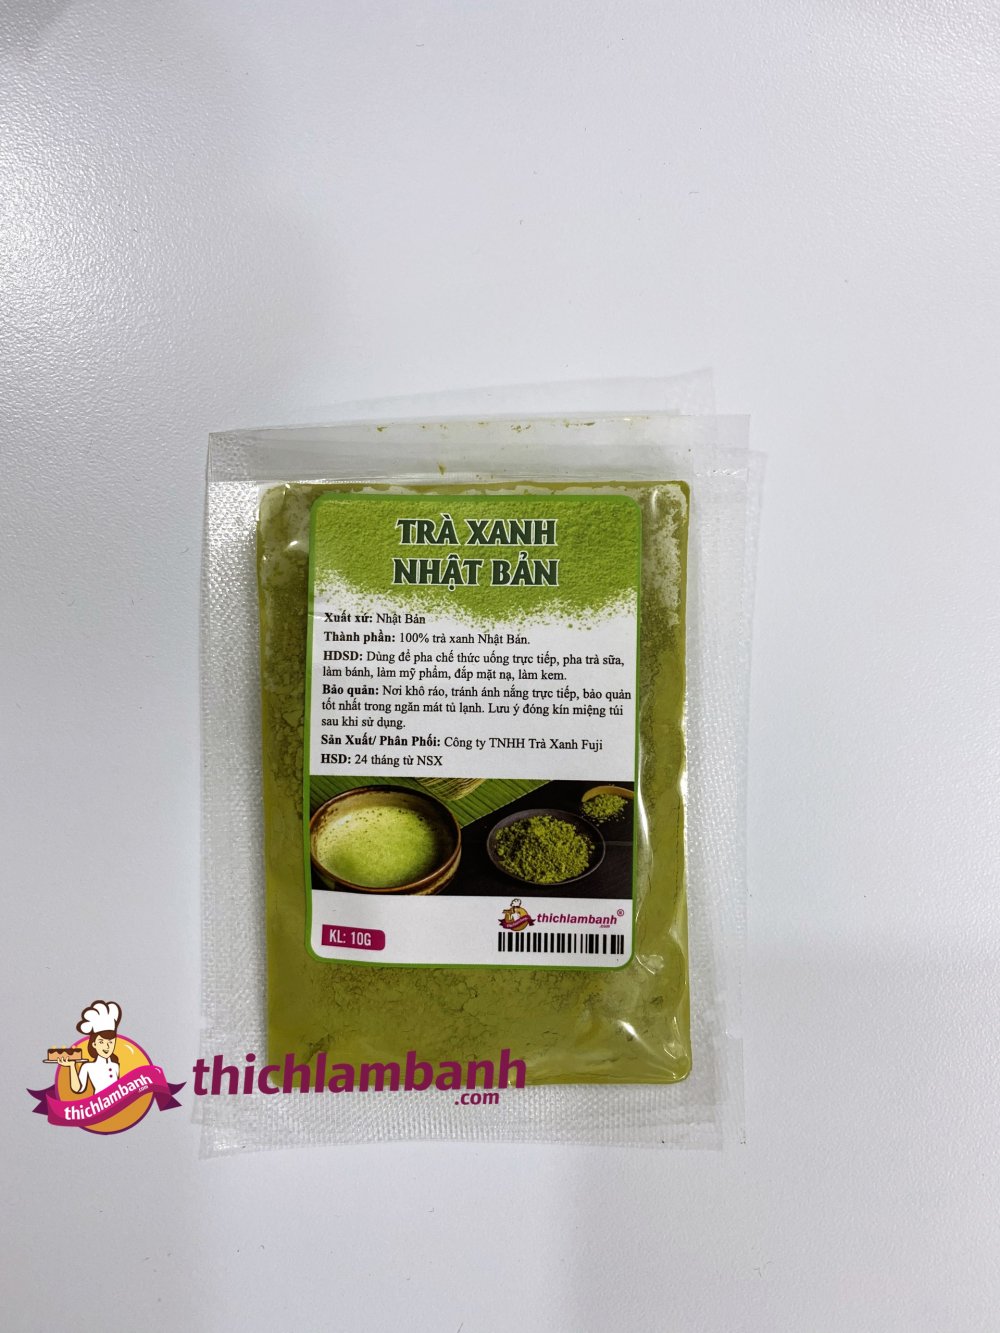 TRÀ XANH
NHẬT BẢN
Xuất xứ: Nhật Bản
Thành phần: 100% trà xanh Nhật Bản.
HDSD: Dùng để pha chế thức uống trực tiếp, pha trà sữa,
làm bánh, làm mỹ phẩm, đắp mặt nạ, làm kem.
Bảo quản: Nơi khô ráo, tránh ánh nắng trực tiếp, bảo quản
tốt nhất trong ngăn mát tủ lạnh. Lưu ý đóng kín miệng túi
sau khi sử dụng.
Sản Xuất/ Phân Phối: Công ty TNHH Trà Xanh Fuji
HSD: 24 tháng từ NSX
thichlambanh®
.com
KL: 10G
thichlambanh
.com
thichlambanh
.com